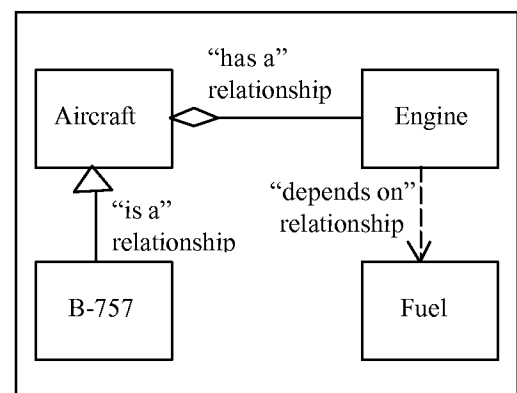 “has a”
relationship
Aircraft
Engine
“is a”
relationship
“depends on”
relationship
B-757
Fuel